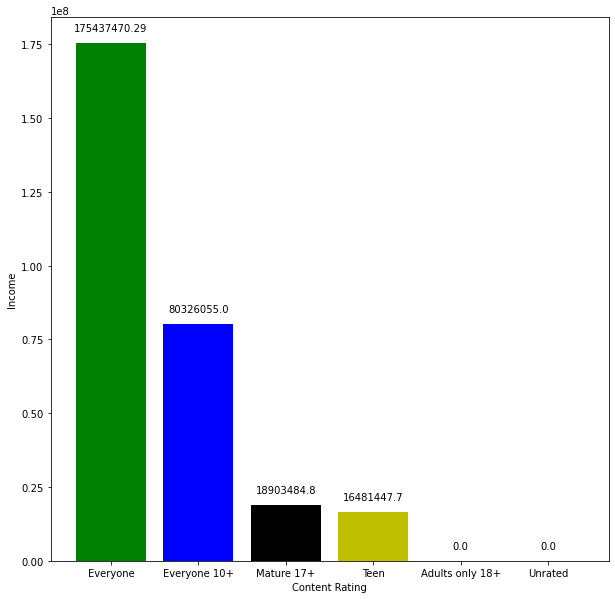 1e8
175437470.29
1.75
1.50
1.25
1.00
80326055.0
Income
0.75
0.50
0.25
18903484.8
16481447.7
0.0
0.0
0.00
Everyone
Everyone 10+
Mature 17+
Teen
Adults only 18+
Unrated
Content Rating